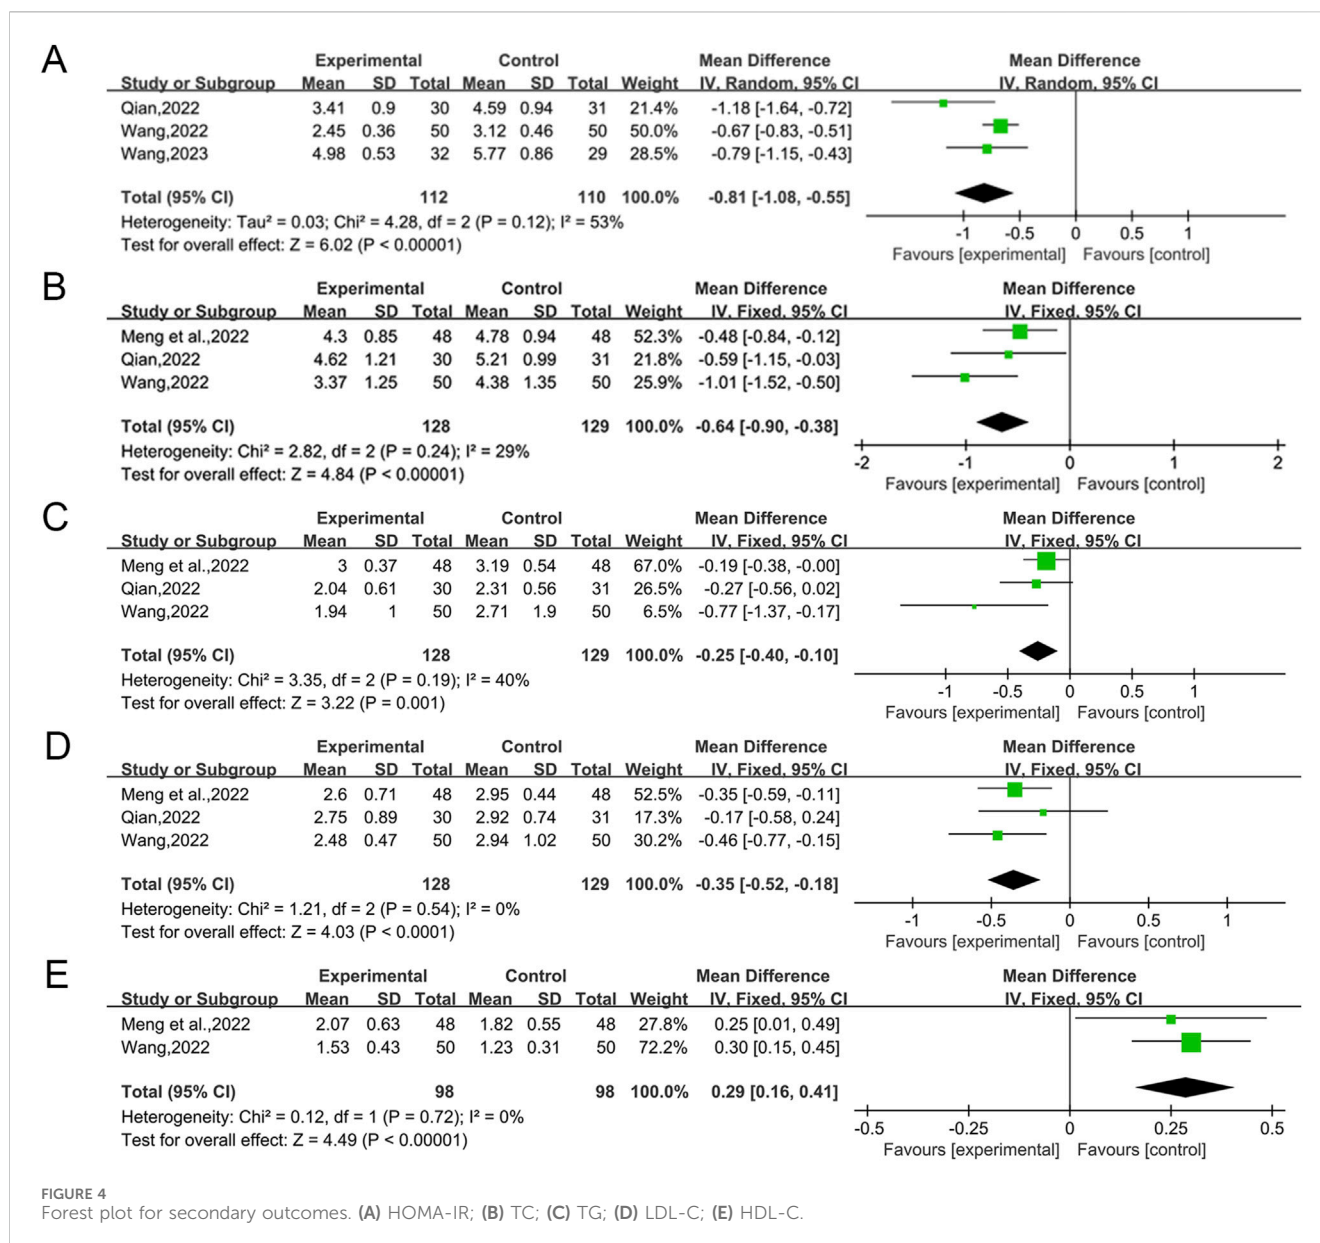 A
Experimental Control Mean Difference Mean Difference
Study or Subgroup Mean SD Total Mean SD Total Weight IV, Random, 95% CI IV, Random, 95% CI
Qian,2022 3.41 0.9 30 4.59 0.94 31 21.4% -1.18 [-1.64, -0.72]
Wang,2022 2.45 0.36 50 3.12 0.46 50 50.0% -0.67 [-0.83, -0.51]
Wang,2023 4.98 0.53 32 5.77 0.86 29 28.5% -0.79 [-1.15, -0.43]
Total (95% CI) 112 110 100.0% -0.81 [-1.08, -0.55]
Heterogeneity: Tau² = 0.03; Chi² = 4.28, df = 2 (P = 0.12); I² = 53%
Test for overall effect: Z = 6.02 (P < 0.00001)
-1 -0.5 0 0.5 1
Favours [experimental] Favours [control]
B
Experimental Control Mean Difference Mean Difference
Study or Subgroup Mean SD Total Mean SD Total Weight IV, Fixed, 95% CI IV, Fixed, 95% CI
Meng et al.,2022 4.3 0.85 48 4.78 0.94 48 52.3% -0.48 [-0.84, -0.12]
Qian,2022 4.62 1.21 30 5.21 0.99 31 21.8% -0.59 [-1.15, -0.03]
Wang,2022 3.37 1.25 50 4.38 1.35 50 25.9% -1.01 [-1.52, -0.50]
Total (95% CI) 128 129 100.0% -0.64 [-0.90, -0.38]
Heterogeneity: Chi² = 2.82, df = 2 (P = 0.24); I² = 29%
Test for overall effect: Z = 4.84 (P < 0.00001)
-2 -1 0 1 2
Favours [experimental] Favours [control]
C
Experimental Control Mean Difference Mean Difference
Study or Subgroup Mean SD Total Mean SD Total Weight IV, Fixed, 95% CI IV, Fixed, 95% CI
Meng et al.,2022 3 0.37 48 3.19 0.54 48 67.0% -0.19 [-0.38, -0.00]
Qian,2022 2.04 0.61 30 2.31 0.56 31 26.5% -0.27 [-0.56, 0.02]
Wang,2022 1.94 1 50 2.71 1.9 50 6.5% -0.77 [-1.37, -0.17]
Total (95% CI) 128 129 100.0% -0.25 [-0.40, -0.10]
Heterogeneity: Chi² = 3.35, df = 2 (P = 0.19); I² = 40%
Test for overall effect: Z = 3.22 (P = 0.001)
-1 -0.5 0 0.5 1
Favours [experimental] Favours [control]
D
Experimental Control Mean Difference Mean Difference
Study or Subgroup Mean SD Total Mean SD Total Weight IV, Fixed, 95% CI IV, Fixed, 95% CI
Meng et al.,2022 2.6 0.71 48 2.95 0.44 48 52.5% -0.35 [-0.59, -0.11]
Qian,2022 2.75 0.89 30 2.92 0.74 31 17.3% -0.17 [-0.58, 0.24]
Wang,2022 2.48 0.47 50 2.94 1.02 50 30.2% -0.46 [-0.77, -0.15]
Total (95% CI) 128 129 100.0% -0.35 [-0.52, -0.18]
Heterogeneity: Chi² = 1.21, df = 2 (P = 0.54); I² = 0%
Test for overall effect: Z = 4.03 (P < 0.0001)
-1 -0.5 0 0.5 1
Favours [experimental] Favours [control]
E
Experimental Control Mean Difference Mean Difference
Study or Subgroup Mean SD Total Mean SD Total Weight IV, Fixed, 95% CI IV, Fixed, 95% CI
Meng et al.,2022 2.07 0.63 48 1.82 0.55 48 27.8% 0.25 [0.01, 0.49]
Wang,2022 1.53 0.43 50 1.23 0.31 50 72.2% 0.30 [0.15, 0.45]
Total (95% CI) 98 98 100.0% 0.29 [0.16, 0.41]
Heterogeneity: Chi² = 0.12, df = 1 (P = 0.72); I² = 0%
Test for overall effect: Z = 4.49 (P < 0.00001)
-0.5 -0.25 0 0.25 0.5
Favours [experimental] Favours [control]
FIGURE 4
Forest plot for secondary outcomes. (A) HOMA-IR; (B) TC; (C) TG; (D) LDL-C; (E) HDL-C.